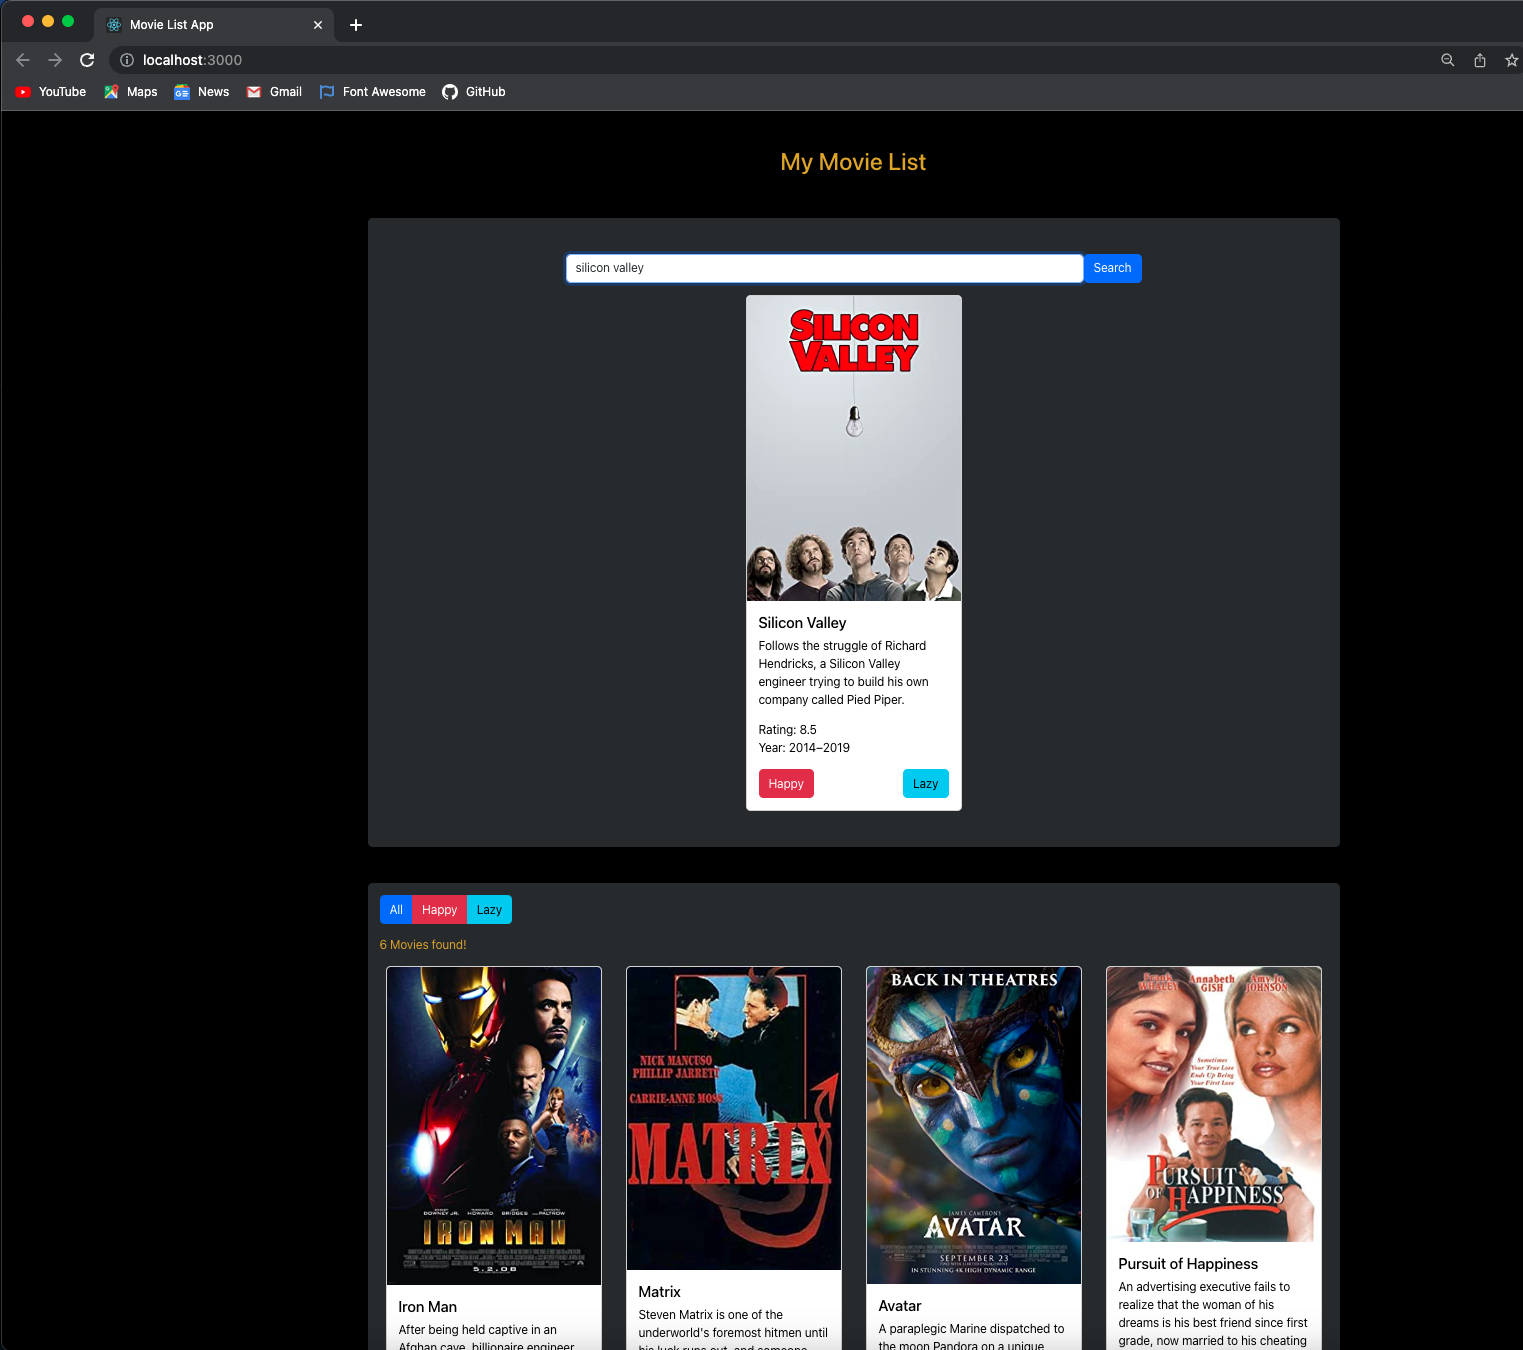 Movie List App
localhost:3000
YouTube Maps News Gmail Font Awesome GitHub
My Movie List
silicon valley Search
SILICON
VALLEY
Silicon Valley
Follows the struggle of Richard
Hendricks, a Silicon Valley
engineer trying to build his own
company called Pied Piper.
Rating: 8.5
Year: 2014–2019
Happy Lazy
All Happy Lazy
6 Movies found!
IRON MAN
5.2.08
Iron Man
After being held captive in an
Afghan cave, billionaire engineer
NICK MANCUSO
PHILLIP JARRETT
CARRIE-ANNE MOSS
MATRIX
Matrix
Steven Matrix is one of the
underworld's foremost hitmen until
his luck runs out, and someone
BACK IN THEATRES
JAMES CAMERON'S
AVATAR
SEPTEMBER 23
IN STUNNING 4K HIGH DYNAMIC RANGE
Avatar
A paraplegic Marine dispatched to
the moon Pandora on a unique
Frank WHALEY
Annabeth GISH
Amy Jo JOHNSON
Sometimes
Your True Love
Ends Up Being
Your First Love
PURSUIT
OF HAPPINESS
Pursuit of Happiness
An advertising executive fails to
realize that the woman of his
dreams is his best friend since first
grade, now married to his cheating